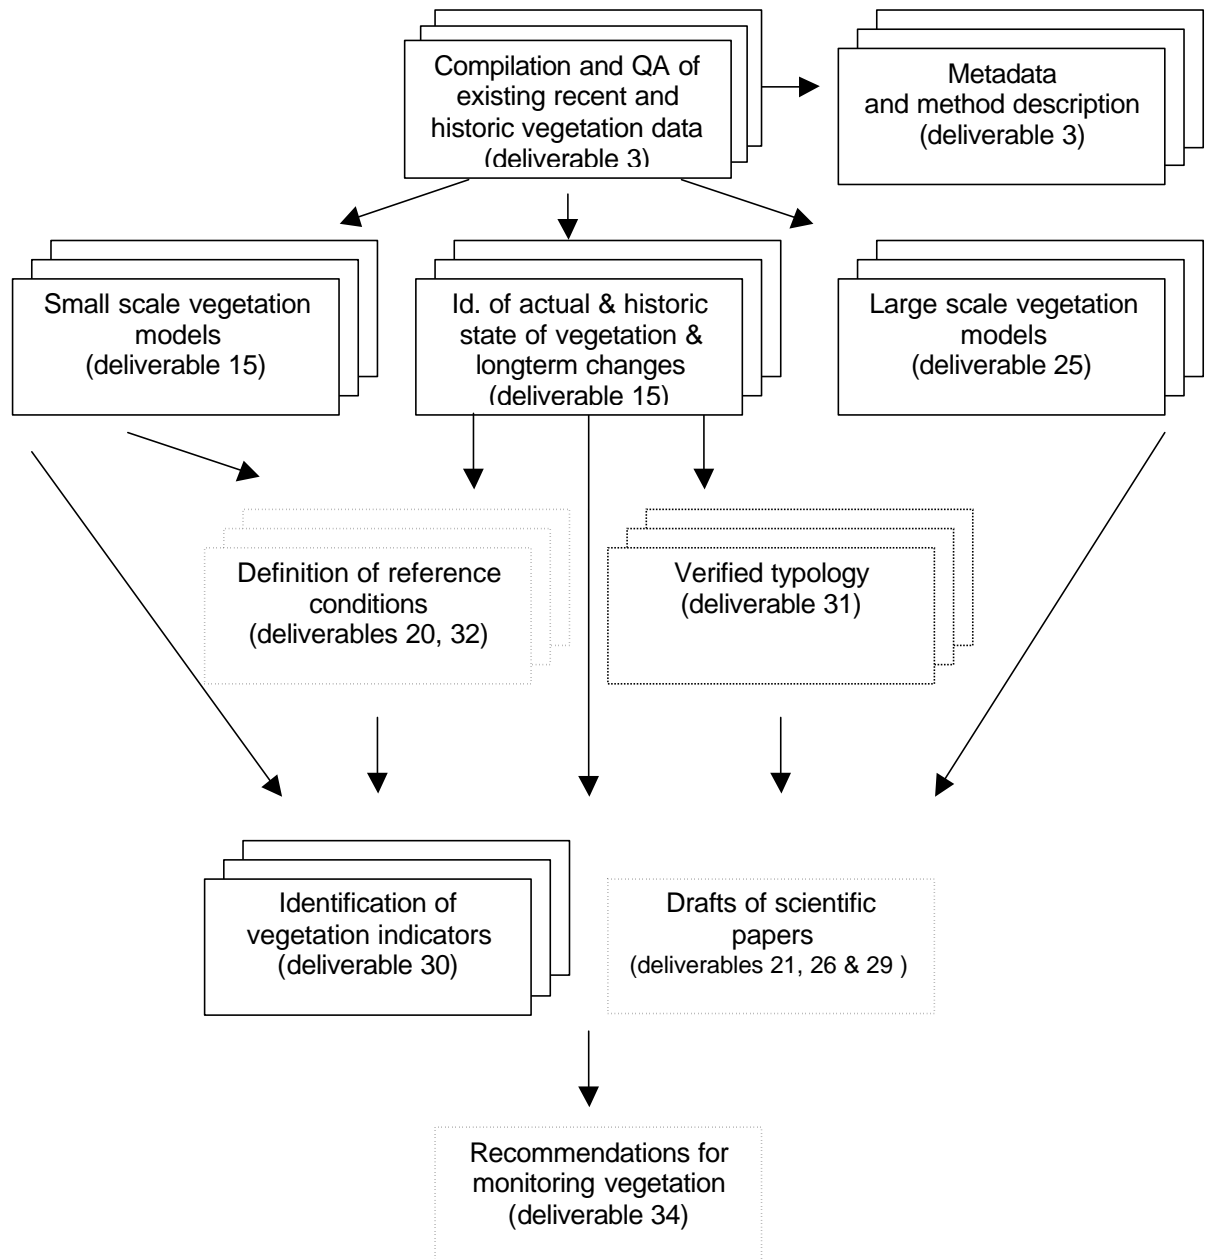 Compilation and QA of
existing recent and
historic vegetation data
(deliverable 3)
Metadata
and method description
(deliverable 3)
Small scale vegetation
models
(deliverable 15)
Id. of actual & historic
state of vegetation &
longterm changes
(deliverable 15)
Large scale vegetation
models
(deliverable 25)
Definition of reference
conditions
(deliverables 20, 32)
Verified typology
(deliverable 31)
Identification of
vegetation indicators
(deliverable 30)
Drafts of scientific
papers
(deliverables 21, 26 & 29 )
Recommendations for
monitoring vegetation
(deliverable 34)